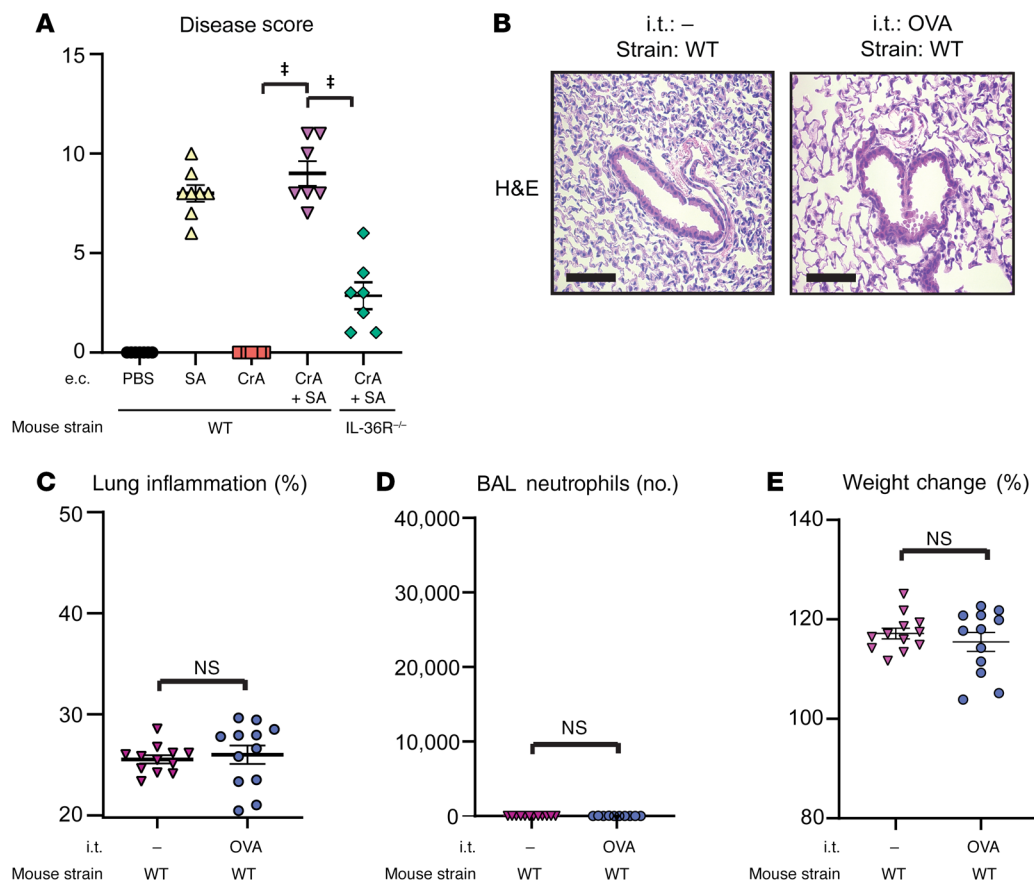 A
Disease score
‡
‡
15
10
5
0
e.c.
PBS
SA
CrA
CrA
+ SA
CrA
+ SA
Mouse strain
WT
IL-36R–/–
B
i.t.: –
Strain: WT
i.t.: OVA
Strain: WT
H&E
C
Lung inflammation (%)
50
40
30
20
NS
i.t.
–
OVA
Mouse strain
WT
WT
D
BAL neutrophils (no.)
40,000
30,000
20,000
10,000
0
NS
i.t.
–
OVA
Mouse strain
WT
WT
E
Weight change (%)
140
120
100
80
NS
i.t.
–
OVA
Mouse strain
WT
WT